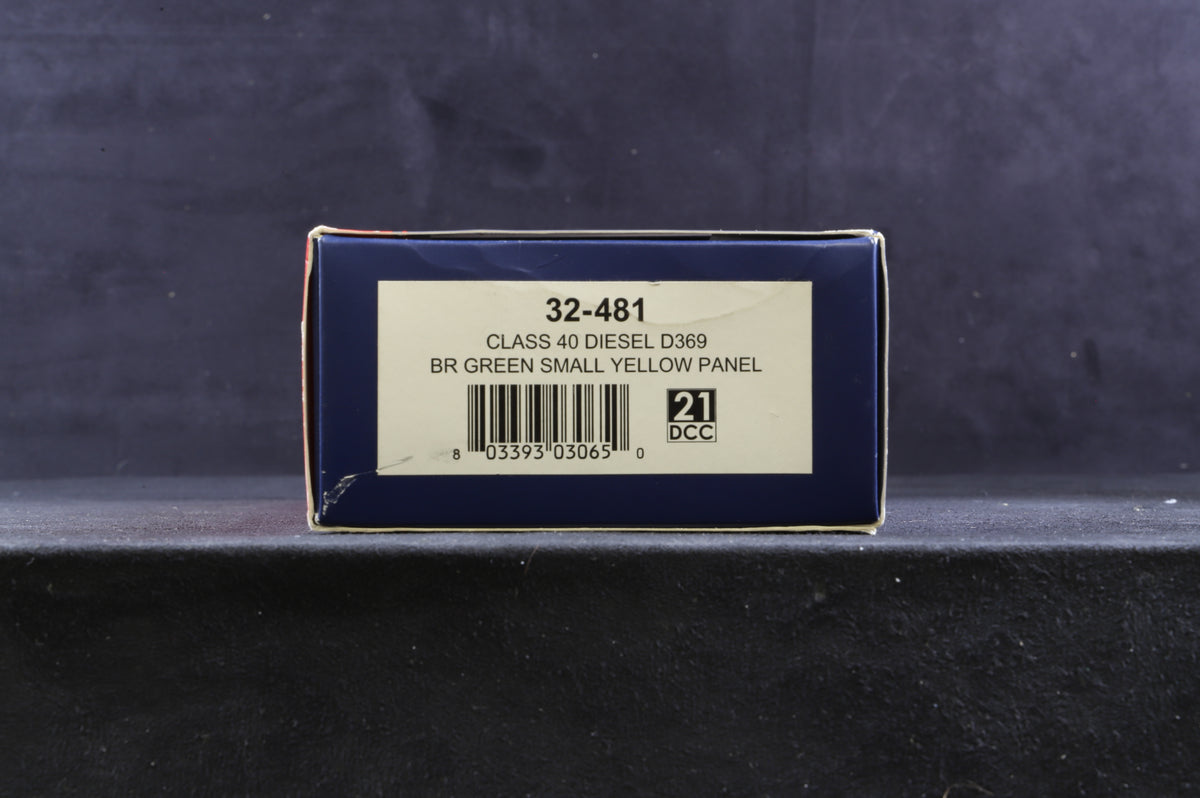 32-481
CLASS 40 DIESEL D369
BR GREEN SMALL YELLOW PANEL
21
DCC
8 03393 03065 0